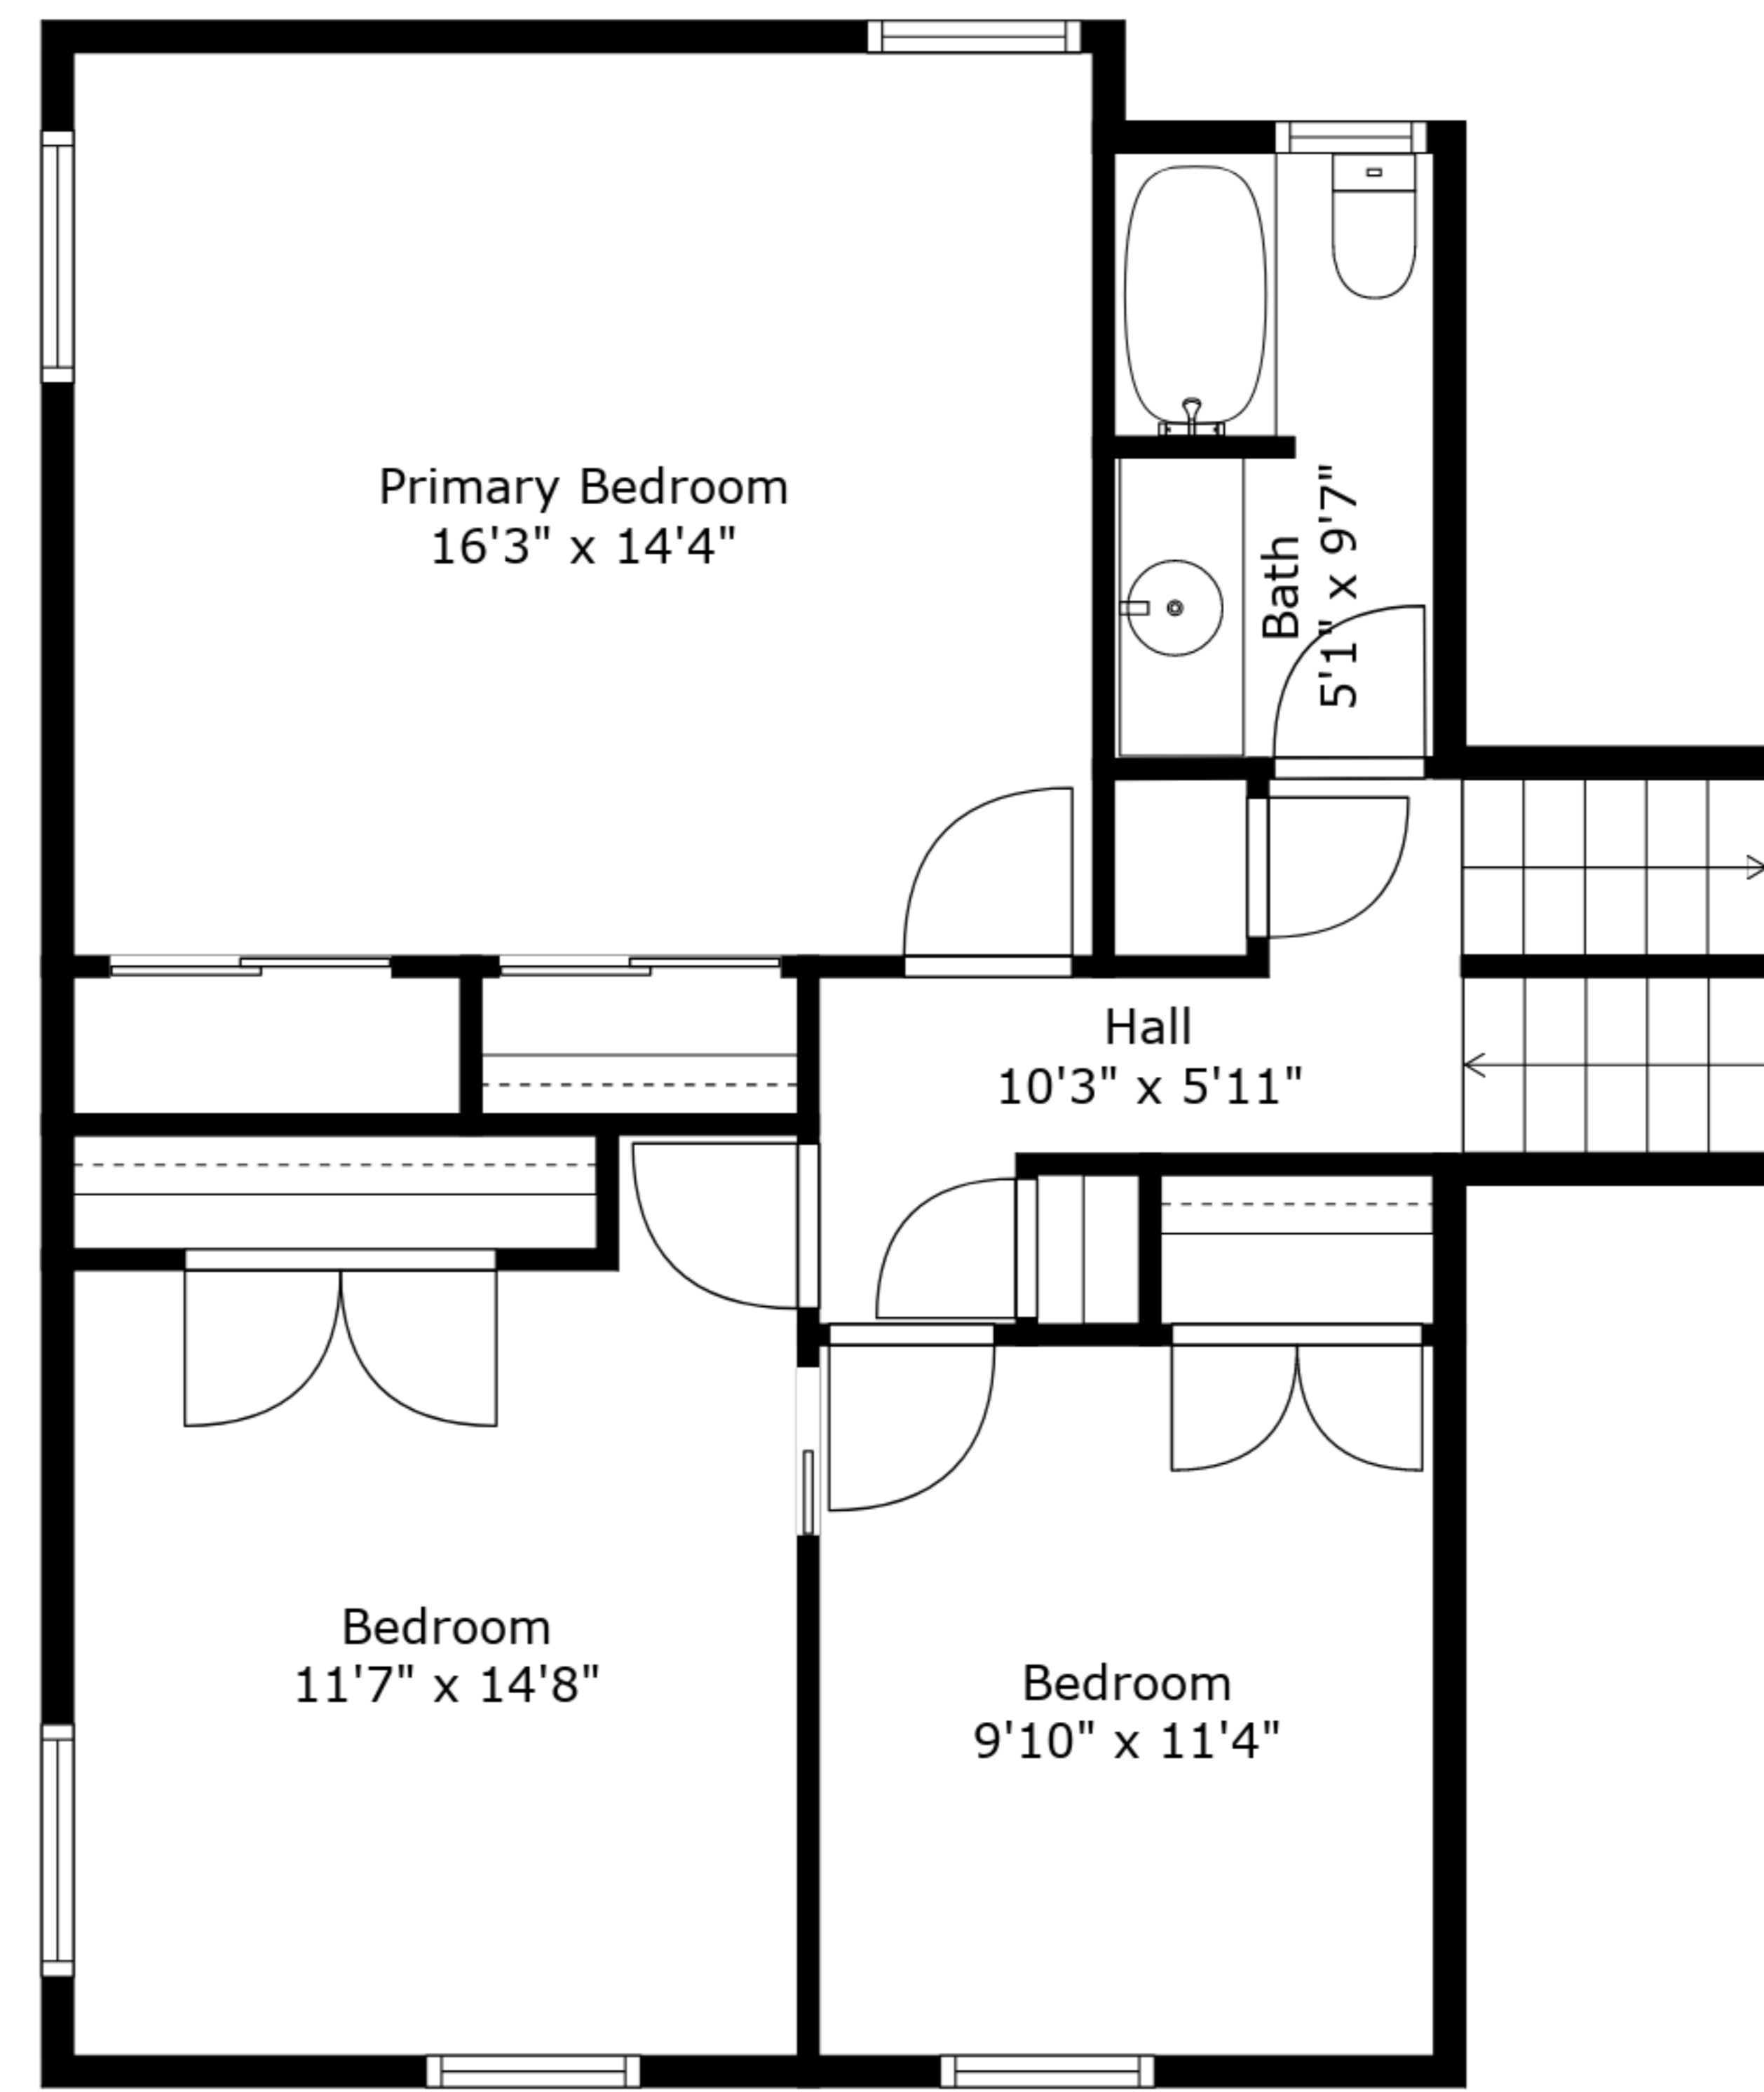 Primary Bedroom
16'3" x 14'4"
Bath
5'1" x 9'7"
Hall
10'3" x 5'11"
Bedroom
11'7" x 14'8"
Bedroom
9'10" x 11'4"